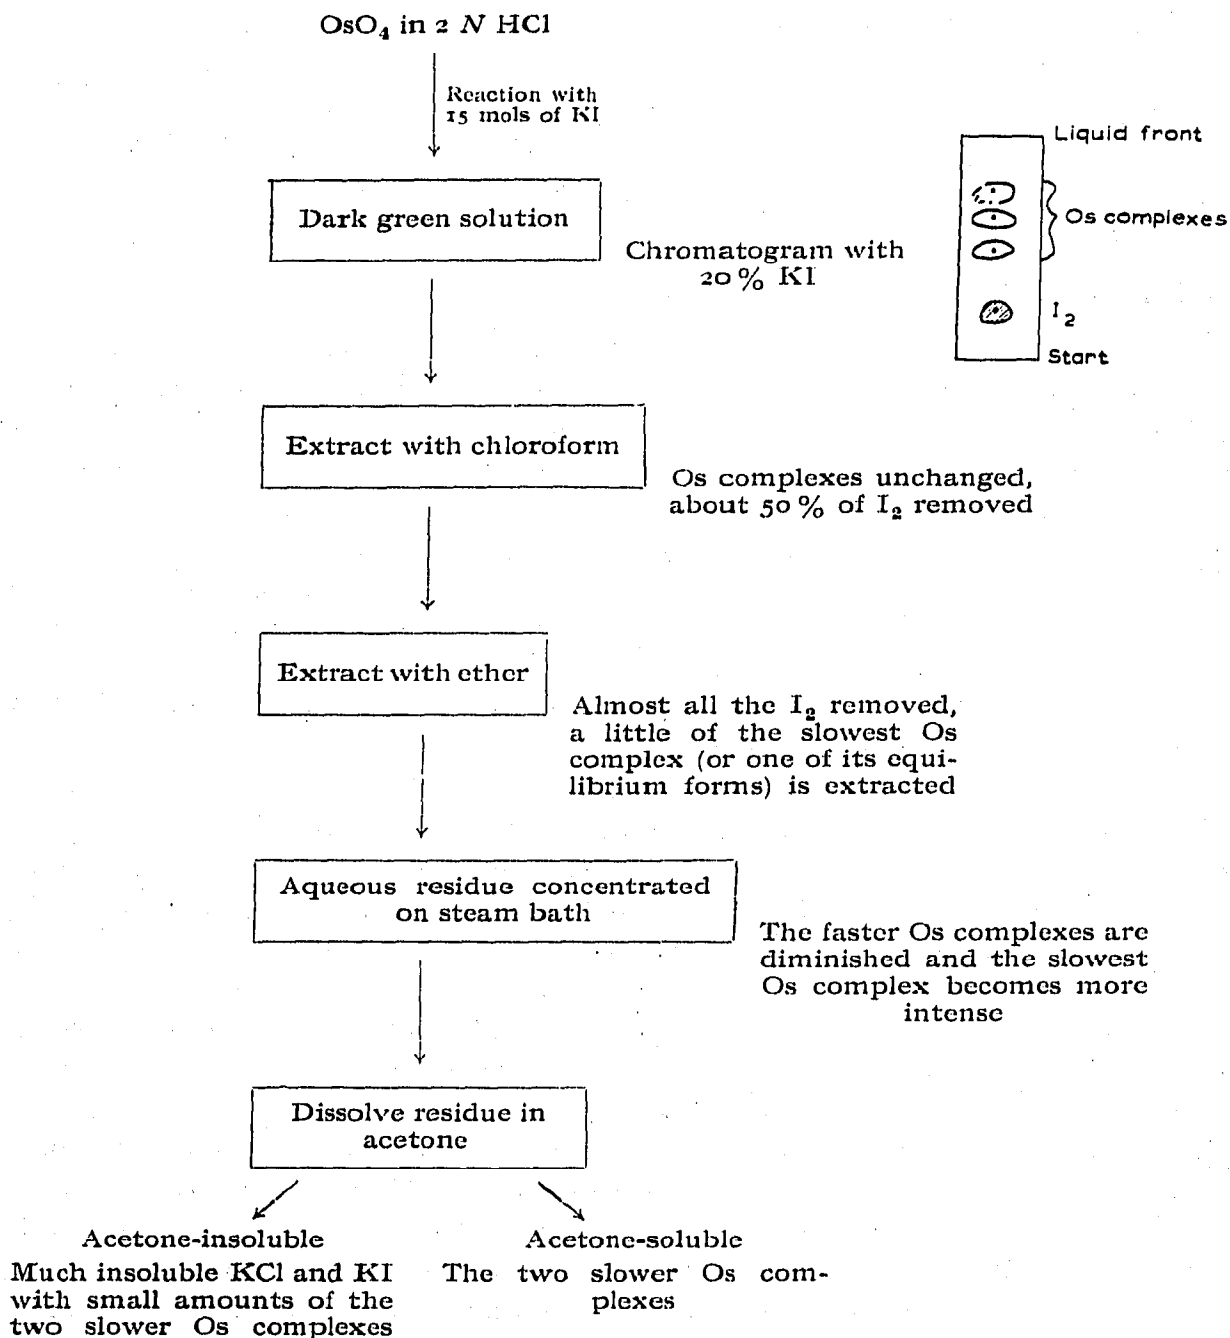 OsO₄ in 2 N HCl
Reaction with
15 mols of KI
Dark green solution
Chromatogram with
20% KI
Liquid front
Os complexes
I₂
Start
Extract with chloroform
Os complexes unchanged,
about 50% of I₂ removed
Extract with ether
Almost all the I₂ removed,
a little of the slowest Os
complex (or one of its equi-
librium forms) is extracted
Aqueous residue concentrated
on steam bath
The faster Os complexes are
diminished and the slowest
Os complex becomes more
intense
Dissolve residue in
acetone
Acetone-insoluble
Much insoluble KCl and KI
with small amounts of the
two slower Os complexes
Acetone-soluble
The two slower Os com-
plexes